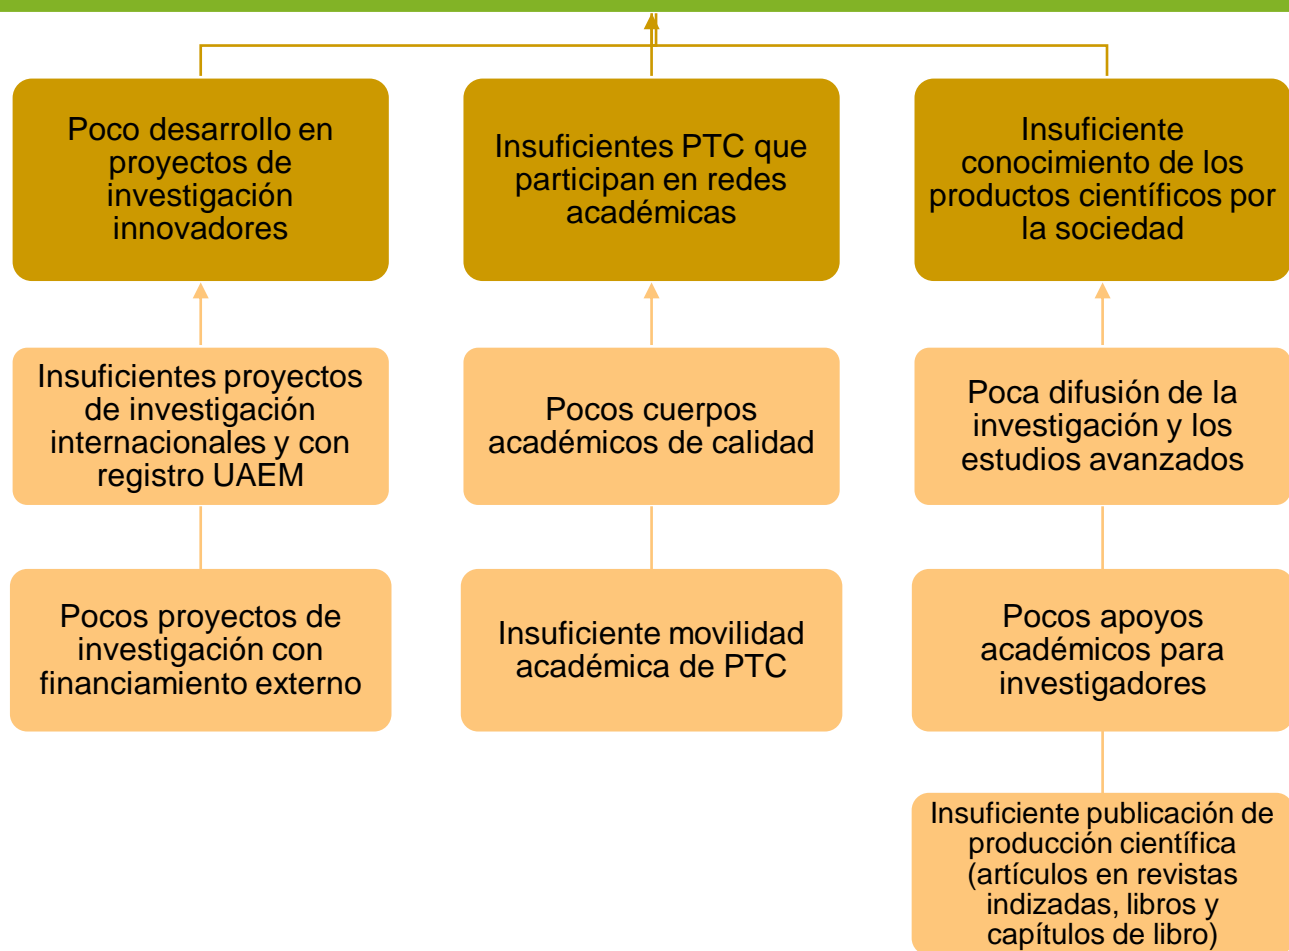 Poco desarrollo en
proyectos de
investigación
innovadores
Insuficientes PTC que
participan en redes
académicas
Insuficiente
conocimiento de los
productos científicos por
la sociedad
Insuficientes proyectos
de investigación
internacionales y con
registro UAEM
Pocos cuerpos
académicos de calidad
Poca difusión de la
investigación y los
estudios avanzados
Pocos proyectos de
investigación con
financiamiento externo
Insuficiente movilidad
académica de PTC
Pocos apoyos
académicos para
investigadores
Insuficiente publicación de
producción científica
(artículos en revistas
indizadas, libros y
capítulos de libro)